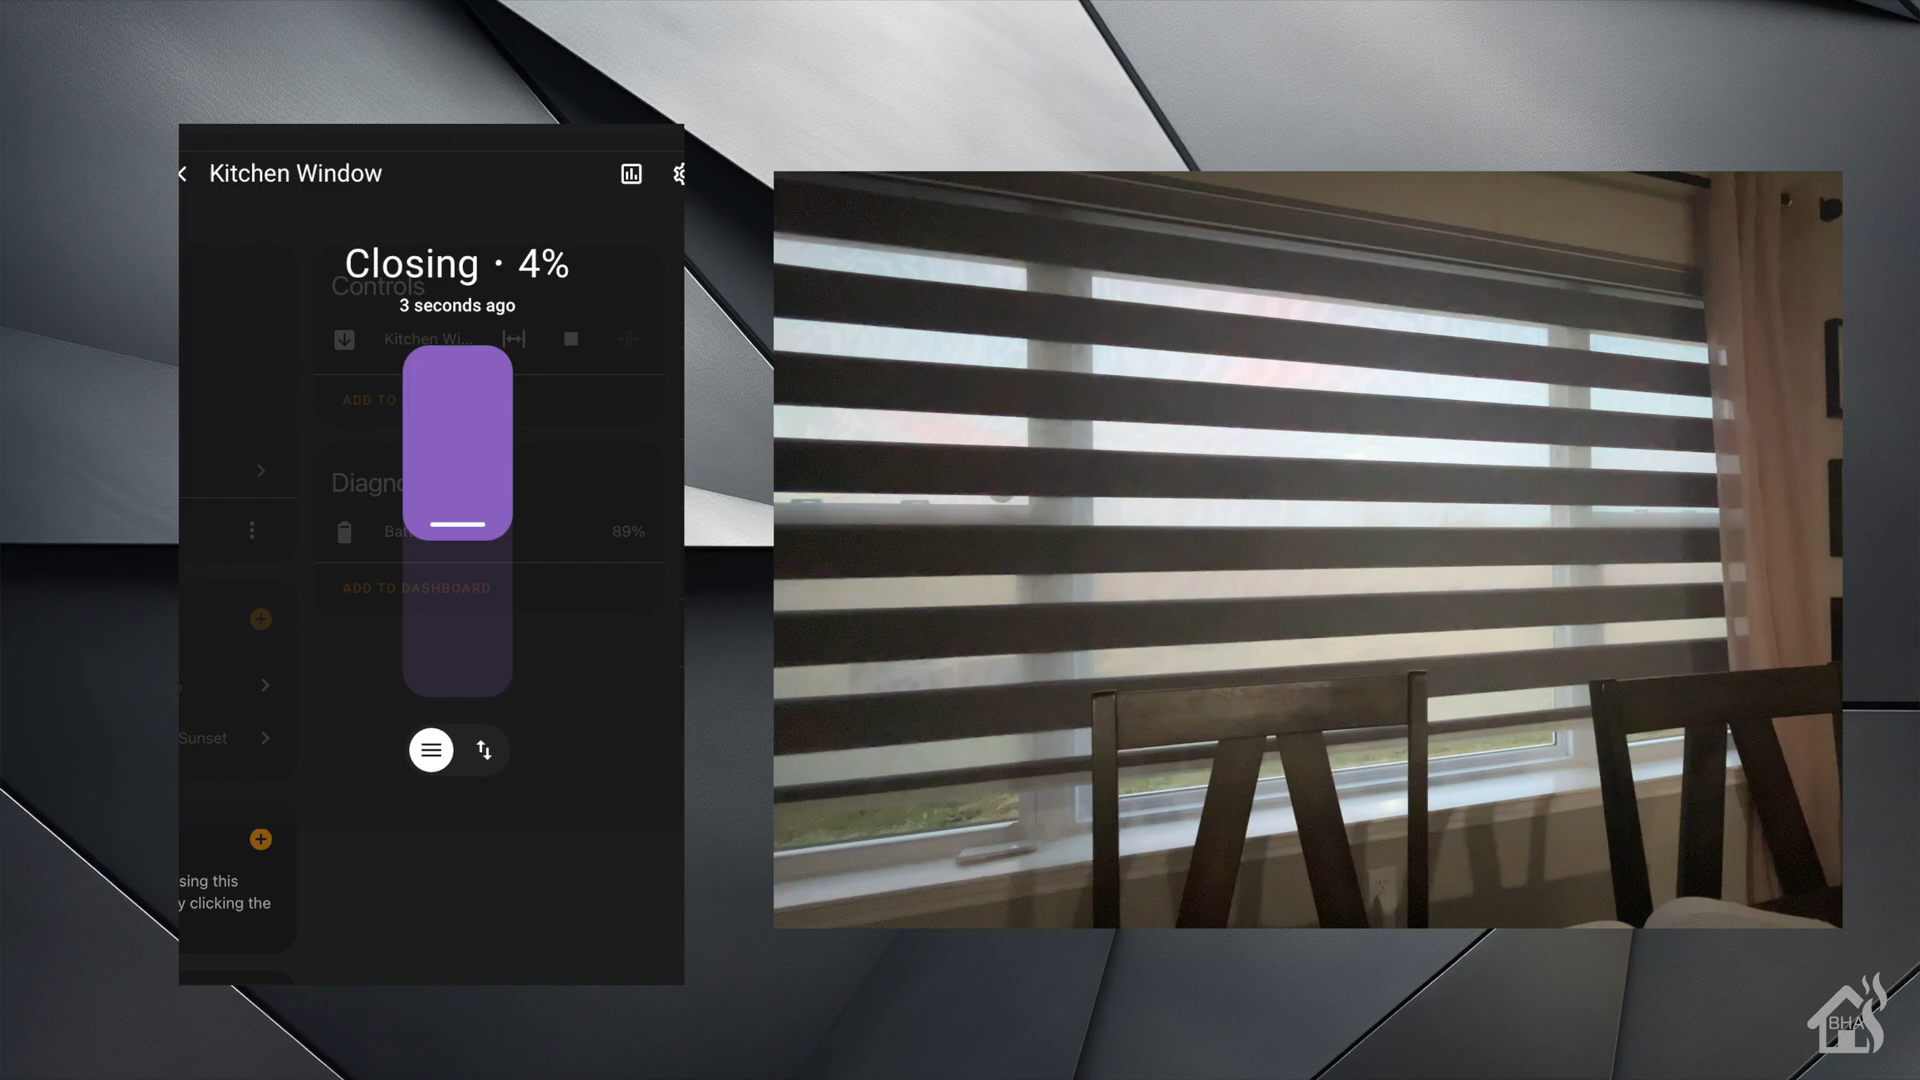 Kitchen Window
Closing · 4%
Controls
3 seconds ago
Kitchen Wi...
ADD TO
Diagno
Bat
89%
ADD TO DASHBOARD
Sunset
sing this
y clicking the
BHA